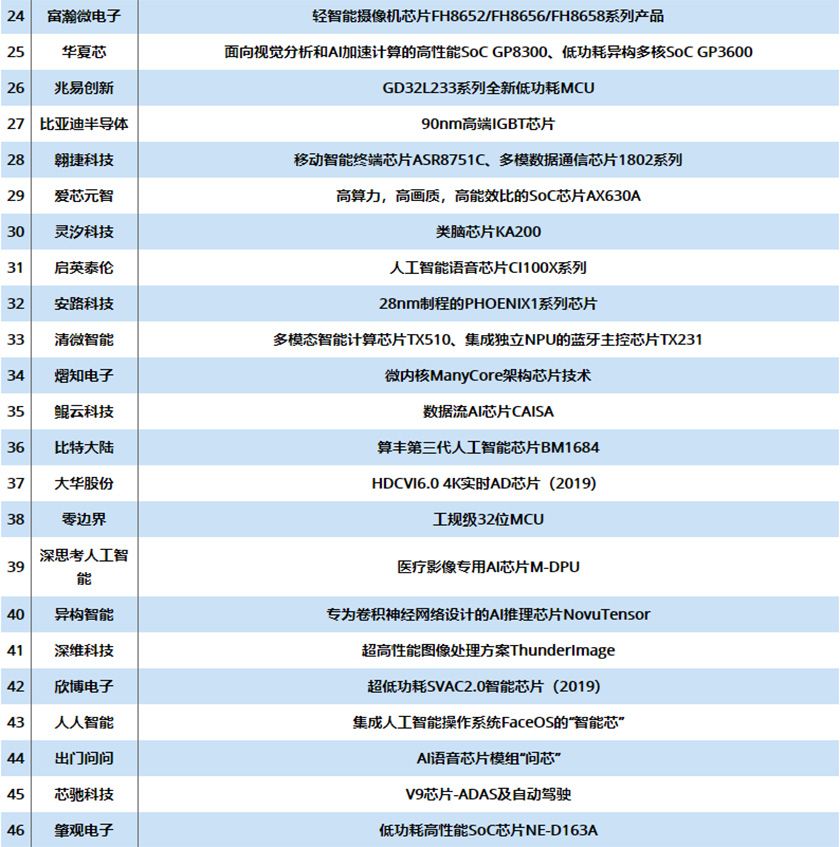 24 富瀚微电子 轻智能摄像机芯片FH8652/FH8656/FH8658系列产品
25 华夏芯 面向视觉分析和AI加速计算的高性能SoC GP8300、低功耗异构多核SoC GP3600
26 兆易创新 GD32L233系列全新低功耗MCU
27 比亚迪半导体 90nm高端IGBT芯片
28 翱捷科技 移动智能终端芯片ASR8751C、多模数据通信芯片1802系列
29 爱芯元智 高算力，高画质，高能效比的SoC芯片AX630A
30 灵汐科技 类脑芯片KA200
31 启英泰伦 人工智能语音芯片CI100X系列
32 安路科技 28nm制程的PHOENIX1系列芯片
33 清微智能 多模态智能计算芯片TX510、集成独立NPU的蓝牙主控芯片TX231
34 熠知电子 微内核ManyCore架构芯片技术
35 鲲云科技 数据流AI芯片CAISA
36 比特大陆 算丰第三代人工智能芯片BM1684
37 大华股份 HDCVI6.0 4K实时AD芯片（2019）
38 零边界 工规级32位MCU
39 深思考人工智
能 医疗影像专用AI芯片M-DPU
40 异构智能 专为卷积神经网络设计的AI推理芯片NovuTensor
41 深维科技 超高性能图像处理方案ThunderImage
42 欣博电子 超低功耗SVAC2.0智能芯片（2019）
43 人人智能 集成人工智能操作系统FaceOS的“智能芯”
44 出门问问 AI语音芯片模组“问芯”
45 芯驰科技 V9芯片-ADAS及自动驾驶
46 肇观电子 低功耗高性能SoC芯片NE-D163A